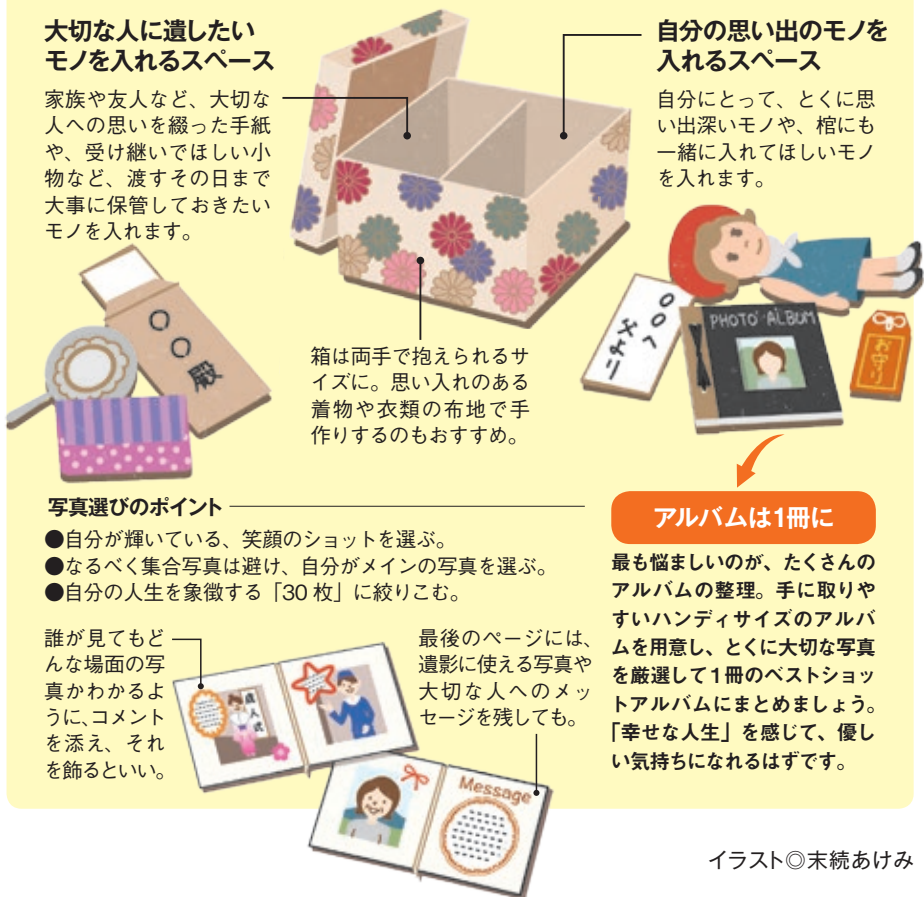 大切な人に遺したい
モノを入れるスペース
家族や友人など、大切な
人への思いを綴った手紙
や、受け継いでほしい小
物など、渡すその日まで
大事に保管しておきたい
モノを入れます。
自分の思い出のモノを
入れるスペース
自分にとって、とくに思
い出深いモノや、棺にも
一緒に入れてほしいモノ
を入れます。
〇〇殿
〇〇へ
父より
PHOTO ALBUM
お守り
箱は両手で抱えられるサ
イズに。思い入れのある
着物や衣類の布地で手
作りするのもおすすめ。
写真選びのポイント
●自分が輝いている、笑顔のショットを選ぶ。
●なるべく集合写真は避け、自分がメインの写真を選ぶ。
●自分の人生を象徴する「30枚」に絞りこむ。
誰が見てもど
んな場面の写
真かわかるよ
うに、コメント
を添え、それ
を飾るといい。
成人式
最後のページには、
遺影に使える写真や
大切な人へのメッ
セージを残しても。
Message
アルバムは1冊に
最も悩ましいのが、たくさんの
アルバムの整理。手に取りや
すいハンディサイズのアルバ
ムを用意し、とくに大切な写真
を厳選して1冊のベストショッ
トアルバムにまとめましょう。
「幸せな人生」を感じて、優し
い気持ちになれるはずです。
イラスト◎末続あけみ